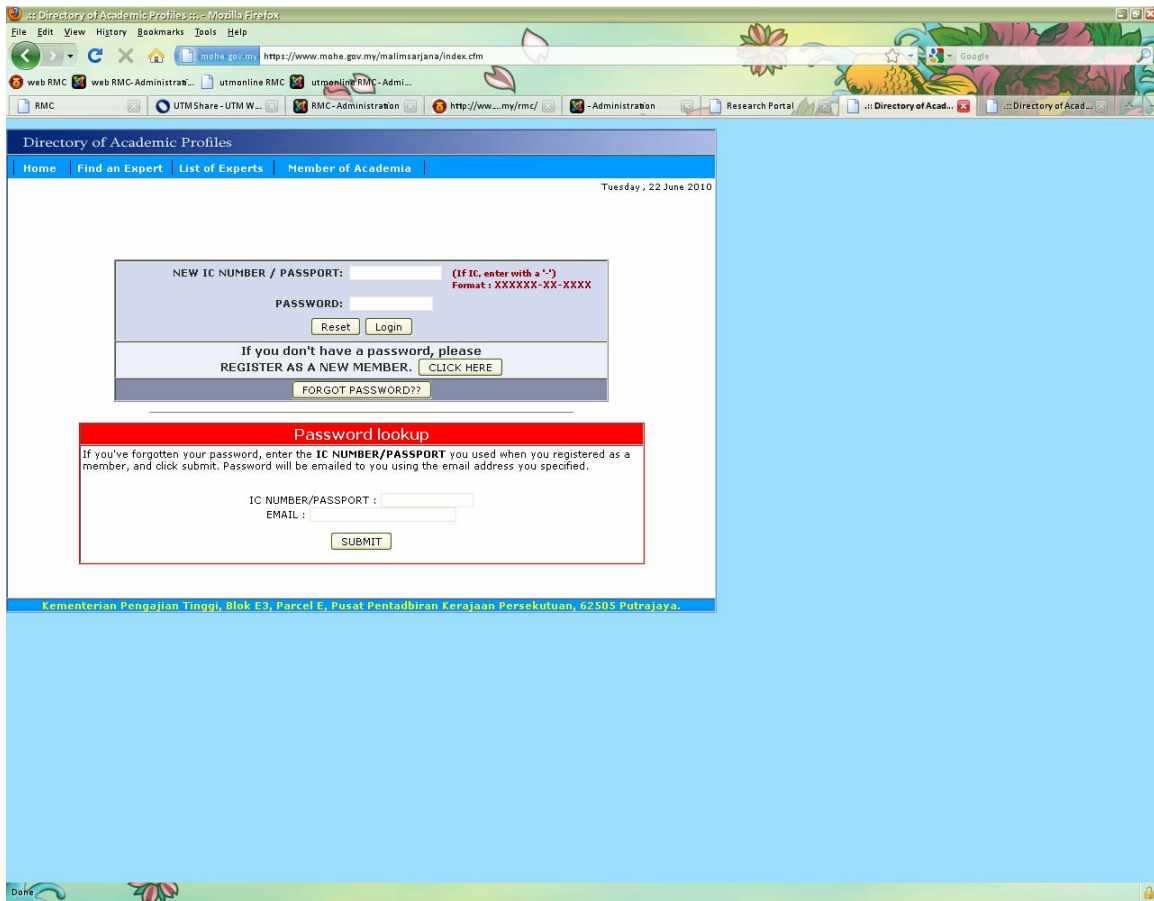 .:: Directory of Academic Profiles ::. - Mozilla Firefox
File Edit View History Bookmarks Tools Help
mohe.gov.my https://www.mohe.gov.my/malimsarjana/index.cfm
Google
web RMC web RMC-Administrati... utmonline RMC utmonline RMC-Admi...
RMC UTMShare - UTM W... RMC-Administration http://ww....my/rmc/ -Administration Research Portal .:: Directory of Acad... .:: Directory of Acad...
Directory of Academic Profiles
Home Find an Expert List of Experts Member of Academia
Tuesday , 22 June 2010
NEW IC NUMBER / PASSPORT: (If IC, enter with a '-')
Format : XXXXXX-XX-XXXX
PASSWORD:
Reset Login
If you don't have a password, please
REGISTER AS A NEW MEMBER. CLICK HERE
FORGOT PASSWORD??
Password lookup
If you've forgotten your password, enter the IC NUMBER/PASSPORT you used when you registered as a
member, and click submit. Password will be emailed to you using the email address you specified.
IC NUMBER/PASSPORT :
EMAIL :
SUBMIT
Kementerian Pengajian Tinggi, Blok E3, Parcel E, Pusat Pentadbiran Kerajaan Persekutuan, 62505 Putrajaya.
Done